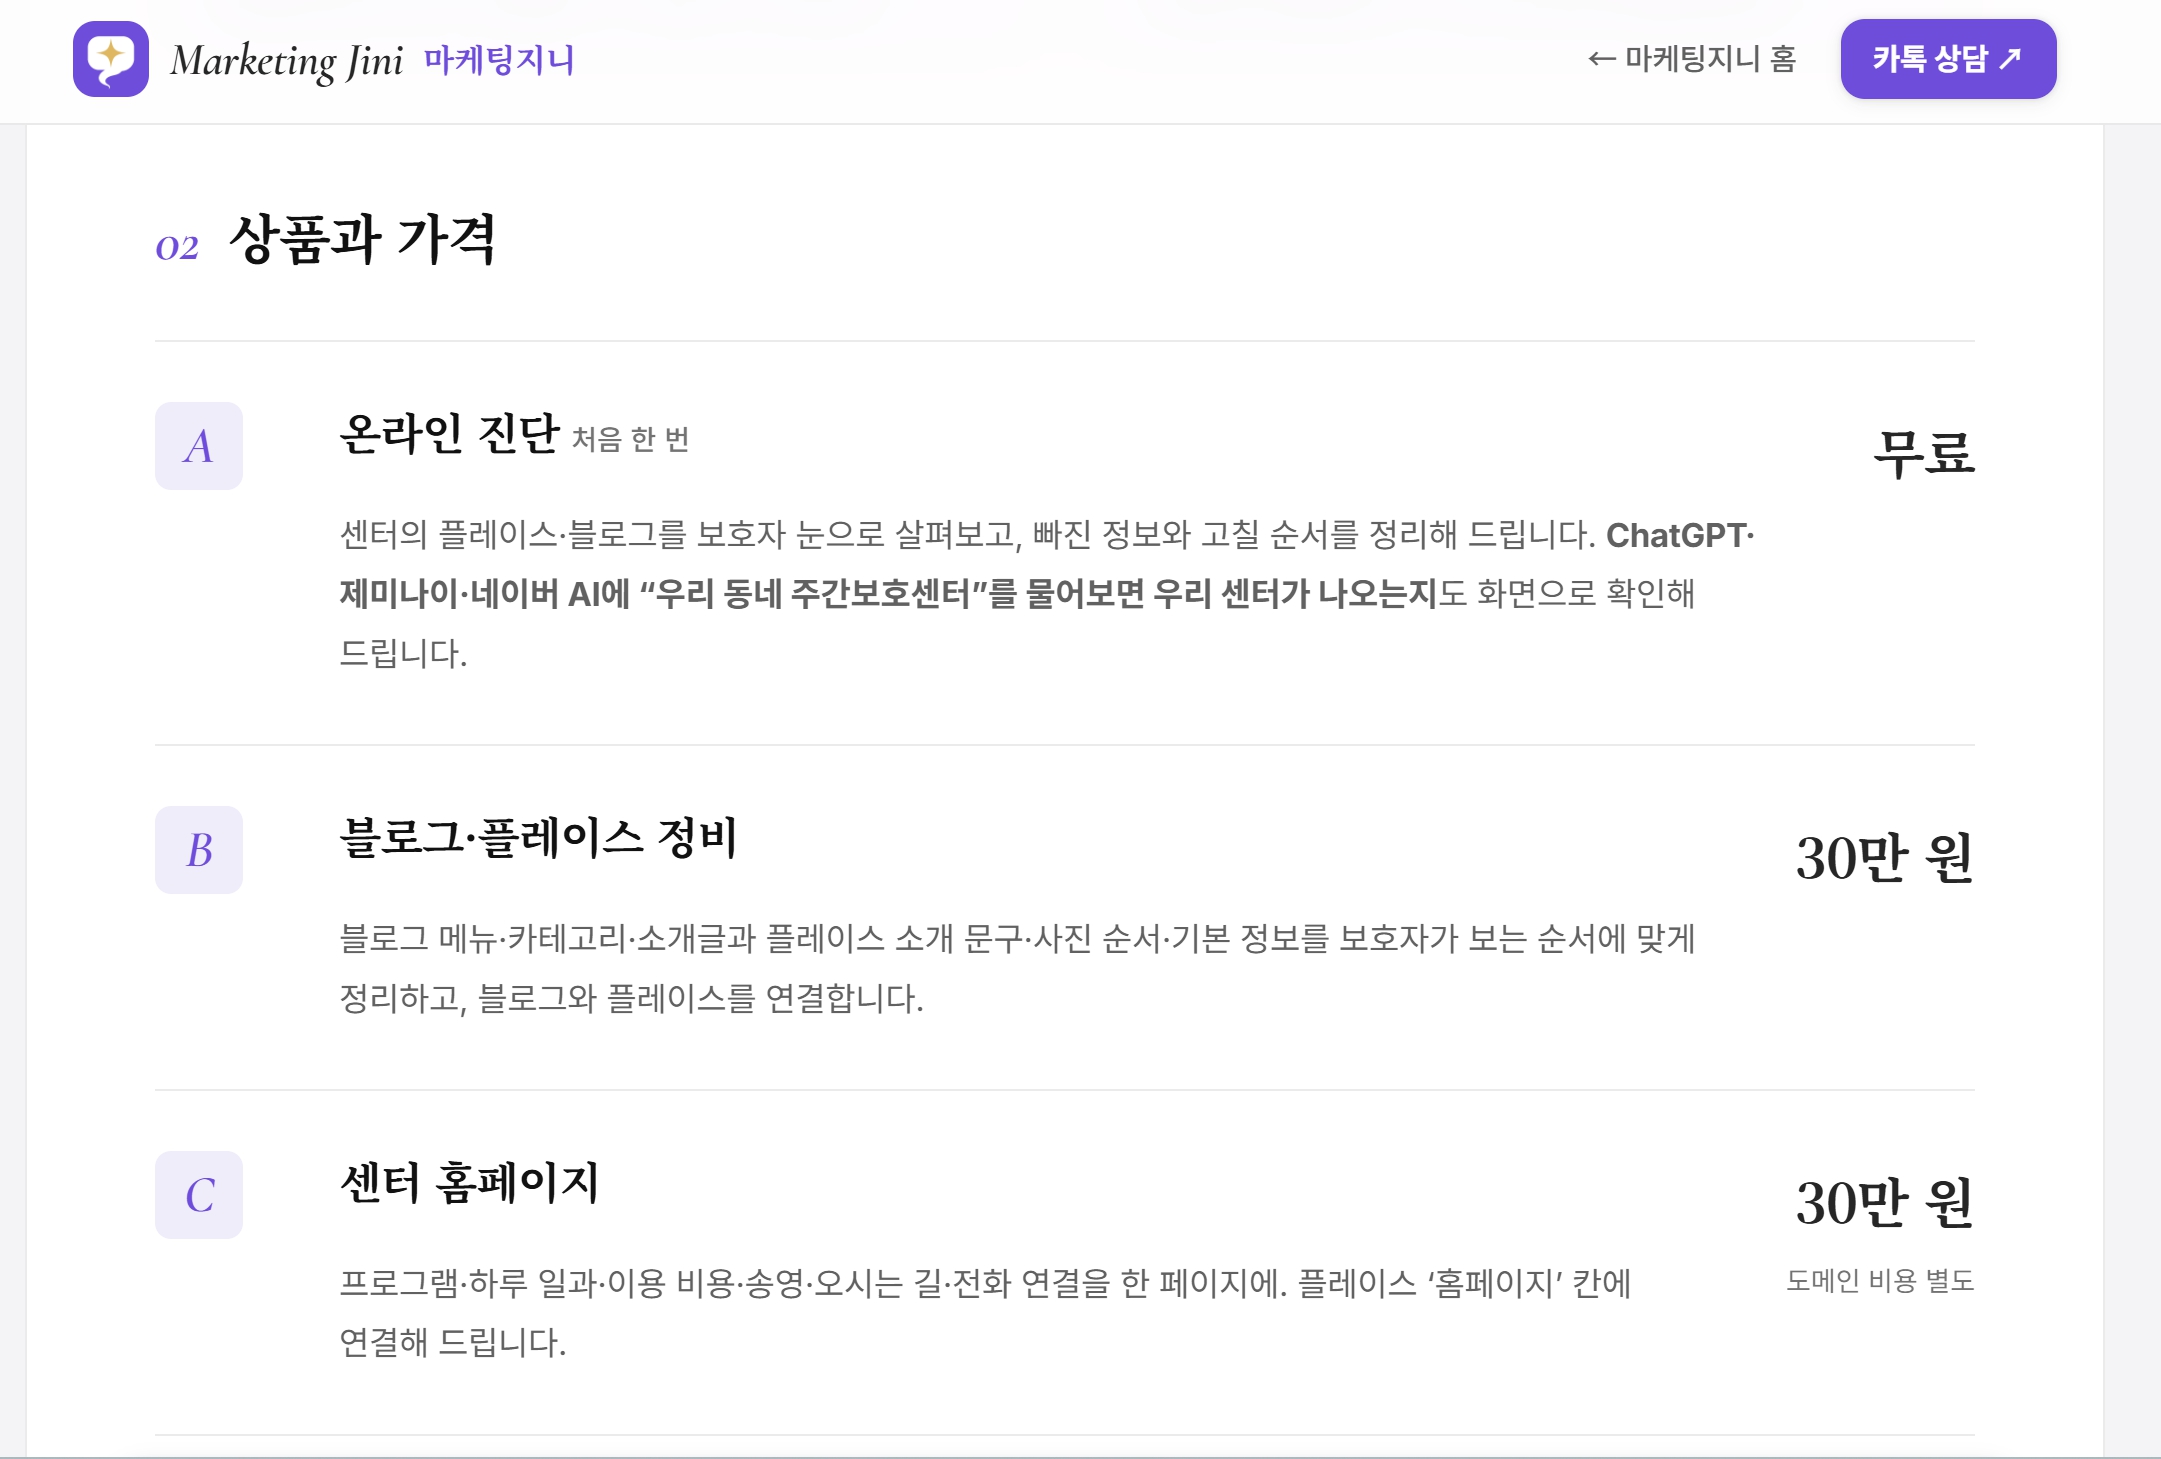 Marketing Jini 마케팅지니
← 마케팅지니 홈
카톡 상담 ↗
02 상품과 가격
A
온라인 진단 처음 한 번
무료
센터의 플레이스·블로그를 보호자 눈으로 살펴보고, 빠진 정보와 고칠 순서를 정리해 드립니다. ChatGPT·
제미나이·네이버 AI에 “우리 동네 주간보호센터”를 물어보면 우리 센터가 나오는지도 화면으로 확인해
드립니다.
B
블로그·플레이스 정비
30만 원
블로그 메뉴·카테고리·소개글과 플레이스 소개 문구·사진 순서·기본 정보를 보호자가 보는 순서에 맞게
정리하고, 블로그와 플레이스를 연결합니다.
C
센터 홈페이지
30만 원
도메인 비용 별도
프로그램·하루 일과·이용 비용·송영·오시는 길·전화 연결을 한 페이지에. 플레이스 ‘홈페이지’ 칸에
연결해 드립니다.